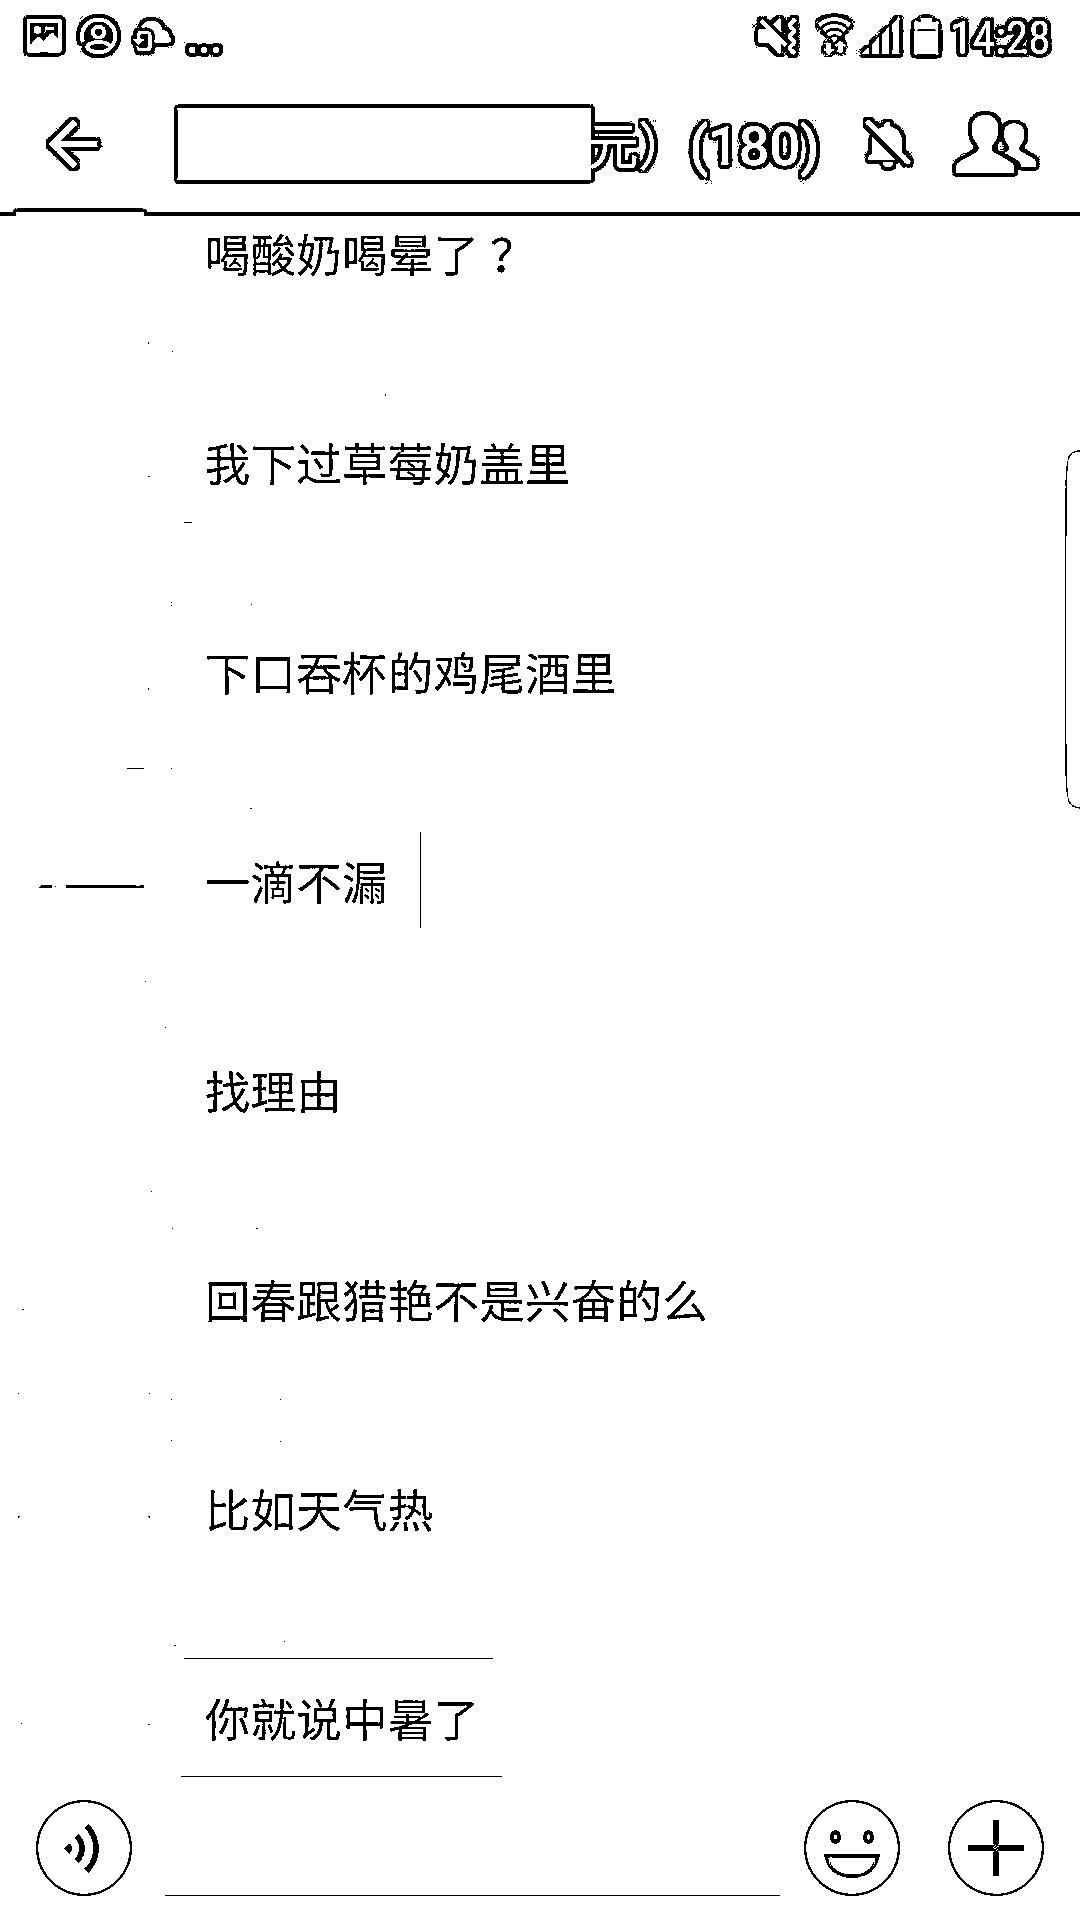 14:28
元) (180)
喝酸奶喝晕了？
我下过草莓奶盖里
下口吞杯的鸡尾酒里
一滴不漏
找理由
回春跟猎艳不是兴奋的么
比如天气热
你就说中暑了